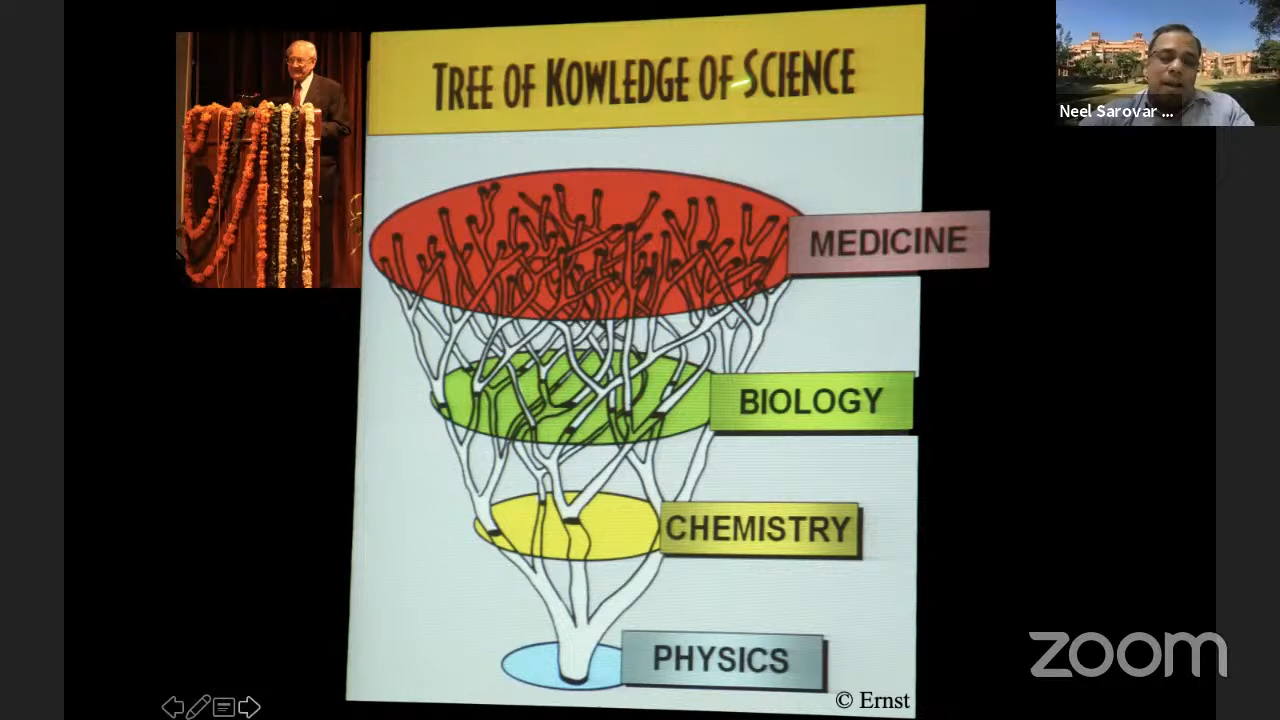 TREE OF KOWLEDGE OF SCIENCE
Neel Sarovar ...
MEDICINE
BIOLOGY
CHEMISTRY
PHYSICS
© Ernst
zoom